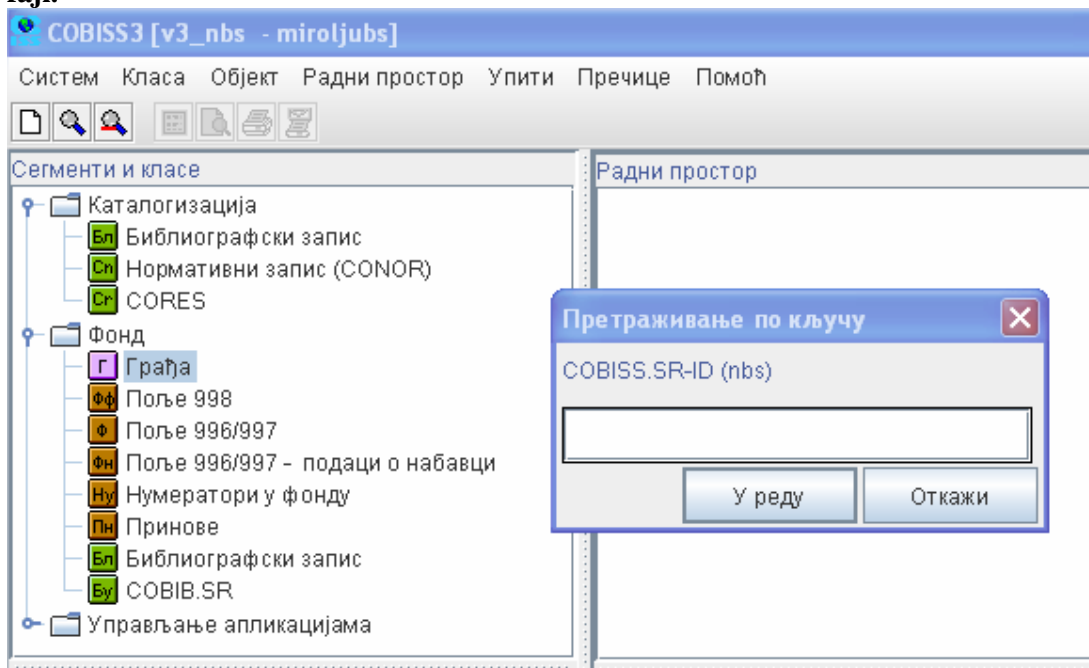 COBISS3 [v3_nbs - miroljubs]
Систем Класа Објект Радни простор Упити Пречице Помоћ
Сегменти и класе
Каталогизација
Бл Библиографски запис
Cn Нормативни запис (CONOR)
Cr CORES
Фонд
Г Грађа
Фф Поље 998
Ф Поље 996/997
Фн Поље 996/997 - подаци о набавци
Ну Нумератори у фонду
Пн Принове
Бл Библиографски запис
Бу COBIB.SR
Управљање апликацијама
Радни простор
Претраживање по кључу
COBISS.SR-ID (nbs)
У реду Откажи